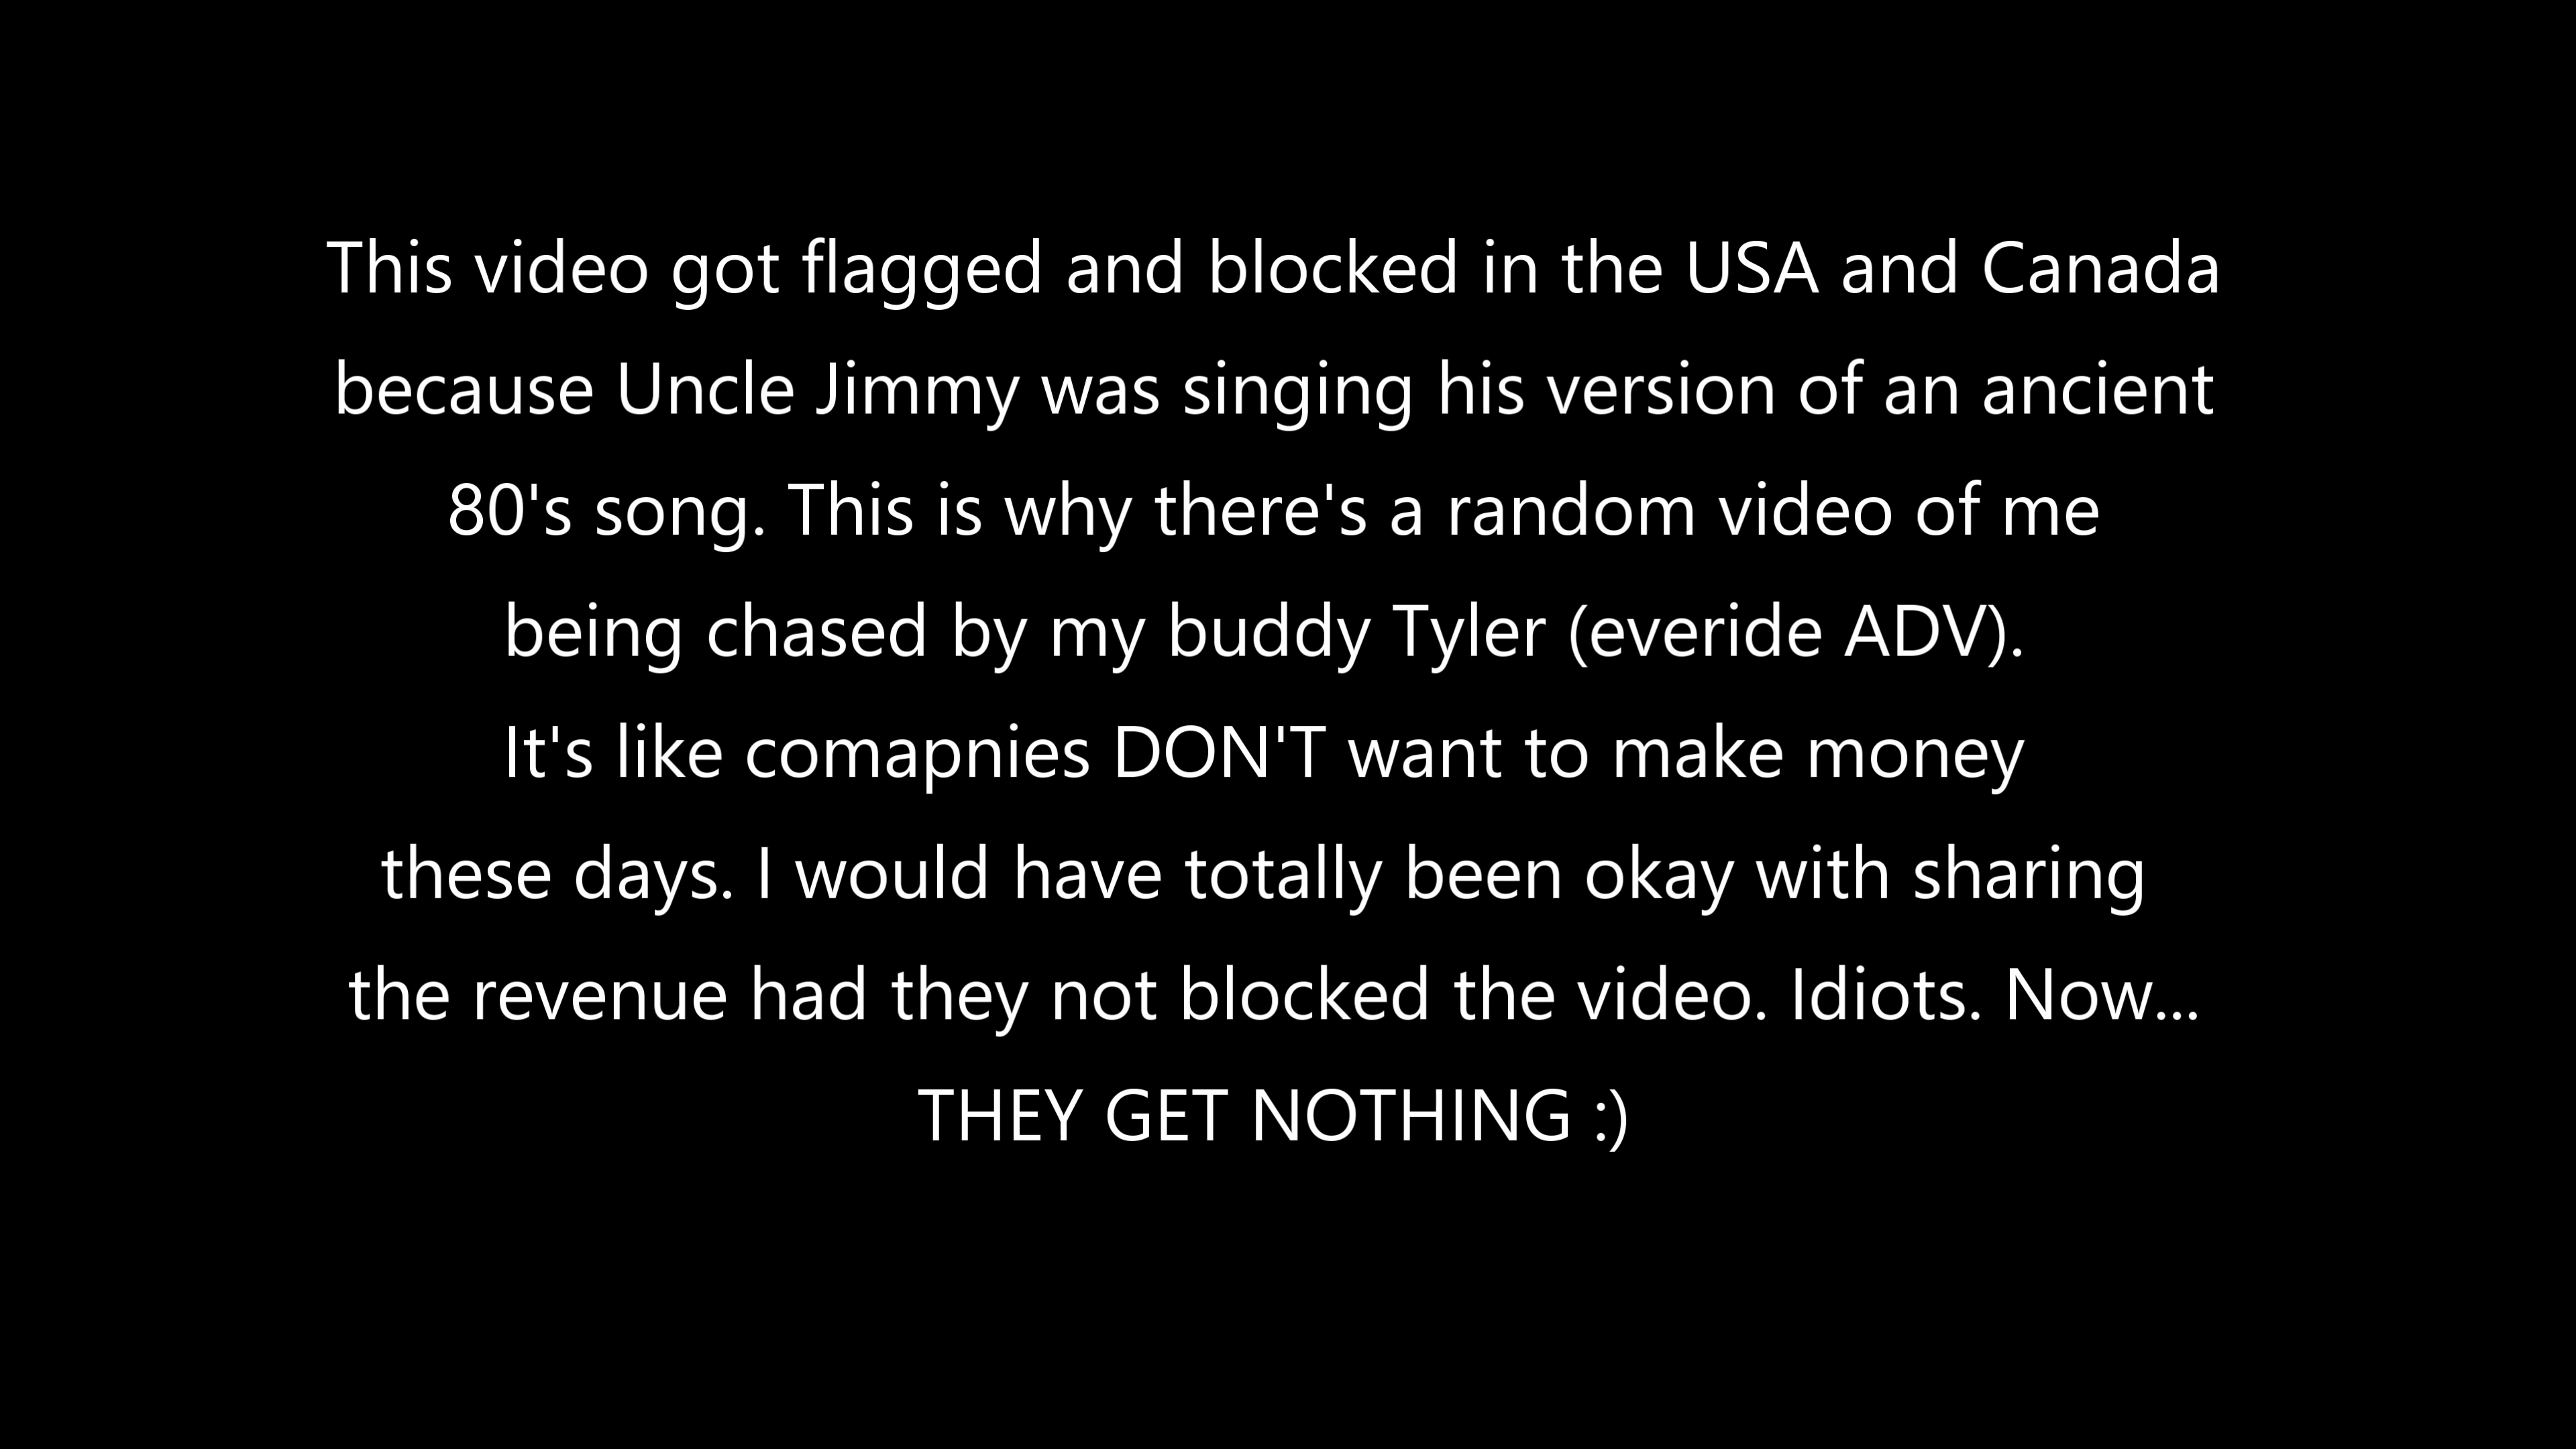 This video got flagged and blocked in the USA and Canada
because Uncle Jimmy was singing his version of an ancient
80's song. This is why there's a random video of me
being chased by my buddy Tyler (everide ADV).
It's like comapnies DON'T want to make money
these days. I would have totally been okay with sharing
the revenue had they not blocked the video. Idiots. Now...
THEY GET NOTHING :)